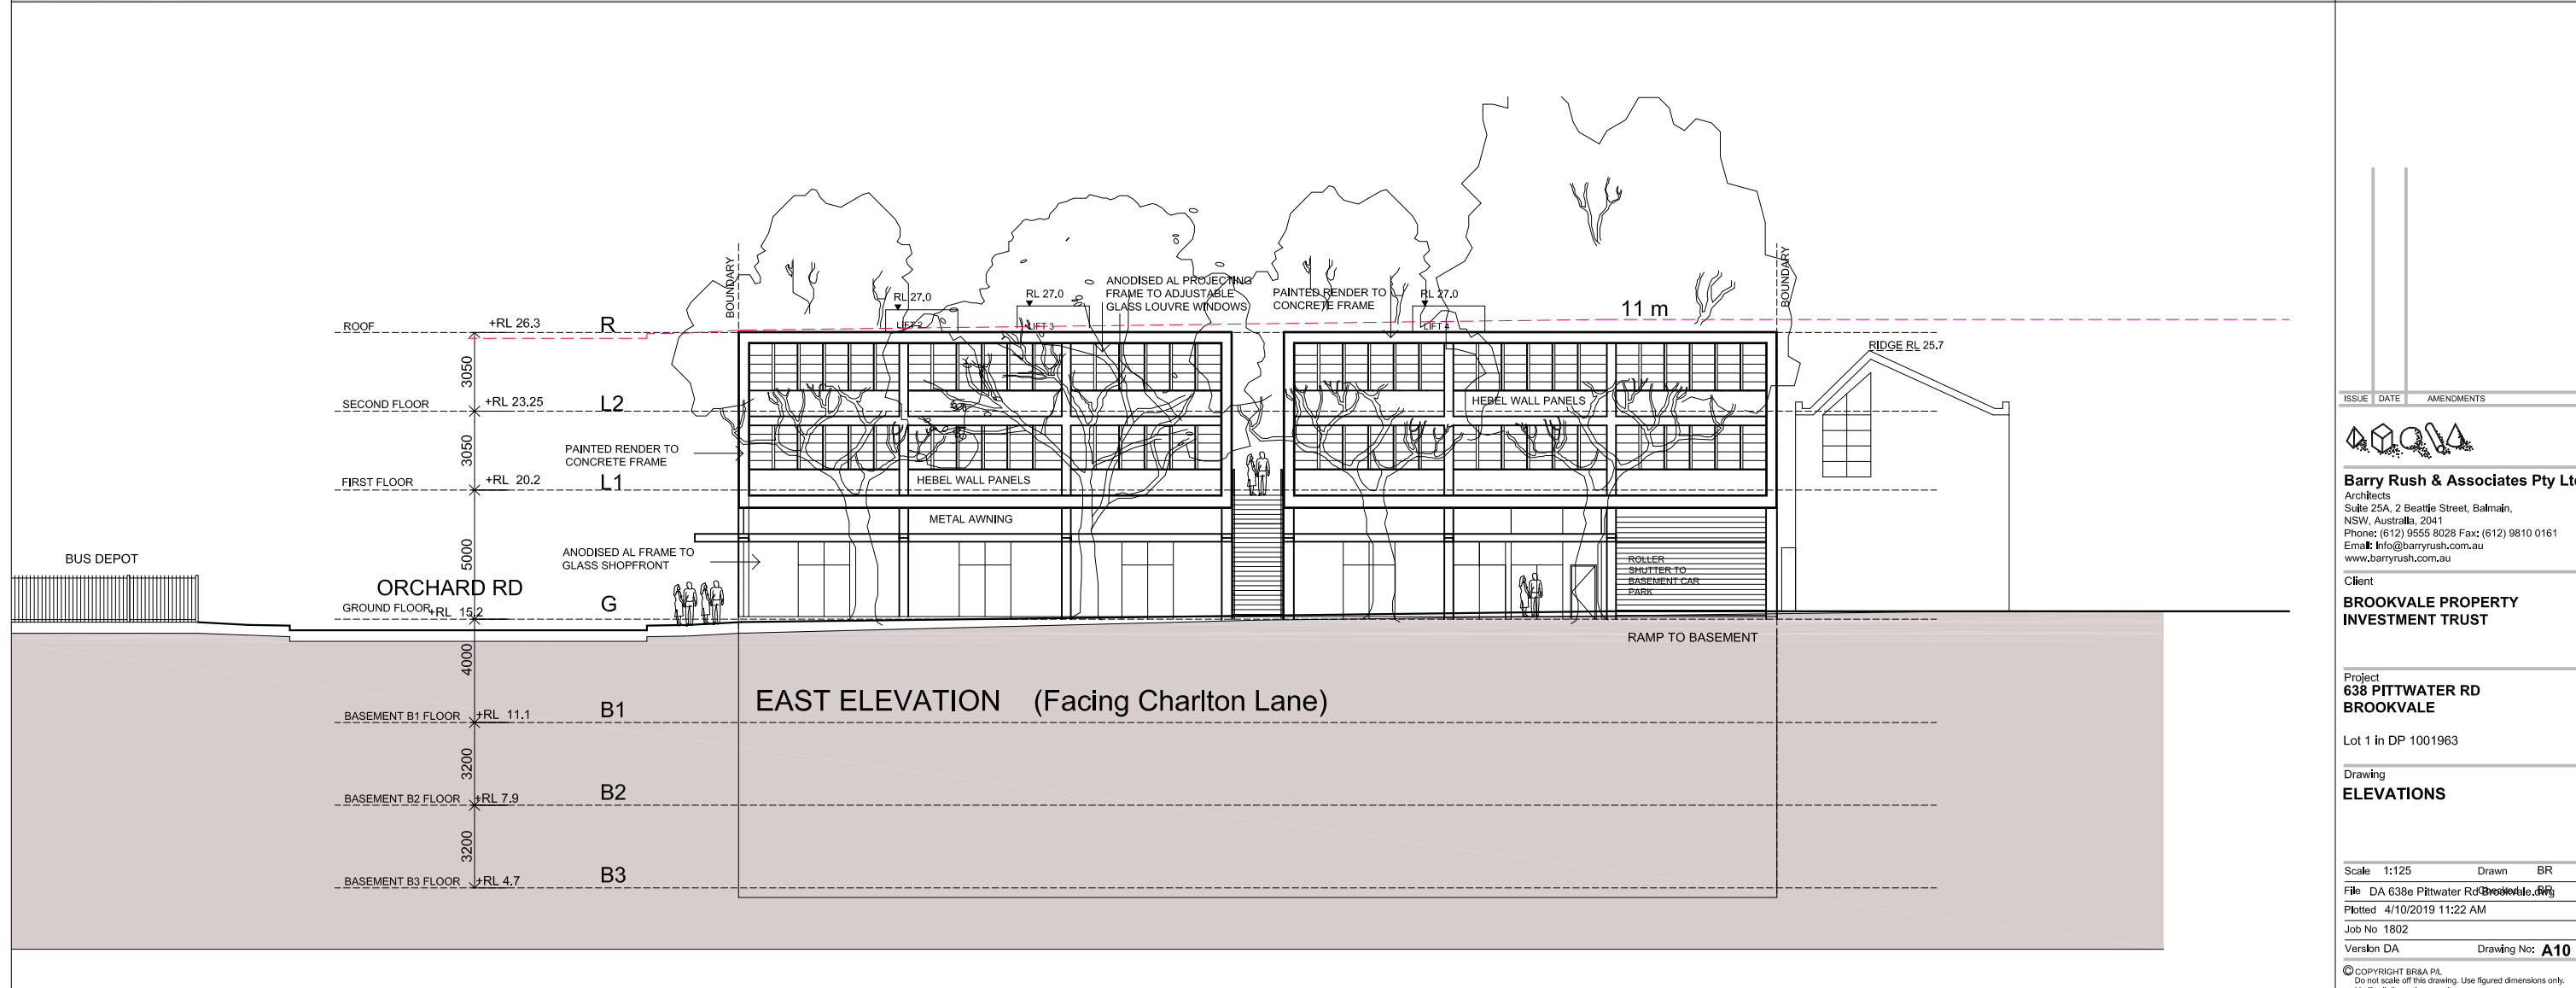 BOUNDARY
RL 27.0
LIFT 2
RL 27.0
LIFT 3
ANODISED AL PROJECTING
FRAME TO ADJUSTABLE
GLASS LOUVRE WINDOWS
PAINTED RENDER TO
CONCRETE FRAME
RL 27.0
LIFT 4
11 m
BOUNDARY
ROOF +RL 26.3 R
RIDGE RL 25.7
3050
SECOND FLOOR +RL 23.25 L2
HEBEL WALL PANELS
3050
PAINTED RENDER TO
CONCRETE FRAME
FIRST FLOOR +RL 20.2 L1
HEBEL WALL PANELS
METAL AWNING
5000
ANODISED AL FRAME TO
GLASS SHOPFRONT
BUS DEPOT
ROLLER
SHUTTER TO
BASEMENT CAR
PARK
ORCHARD RD
GROUND FLOOR +RL 15.2 G
RAMP TO BASEMENT
4000
EAST ELEVATION (Facing Charlton Lane)
BASEMENT B1 FLOOR +RL 11.1 B1
3200
BASEMENT B2 FLOOR +RL 7.9 B2
3200
BASEMENT B3 FLOOR +RL 4.7 B3
ISSUE DATE AMENDMENTS
Barry Rush & Associates Pty Lt
Architects
Suite 25A, 2 Beattie Street, Balmain,
NSW, Australia, 2041
Phone: (612) 9555 8028 Fax: (612) 9810 0161
Email: info@barryrush.com.au
www.barryrush.com.au
Client
BROOKVALE PROPERTY
INVESTMENT TRUST
Project
638 PITTWATER RD
BROOKVALE
Lot 1 in DP 1001963
Drawing
ELEVATIONS
Scale 1:125 Drawn BR
File DA 638e Pittwater Rd Brookvale.dwg Checked BR
Plotted 4/10/2019 11:22 AM
Job No 1802
Version DA Drawing No: A10
© COPYRIGHT BR&A P/L
Do not scale off this drawing. Use figured dimensions only.